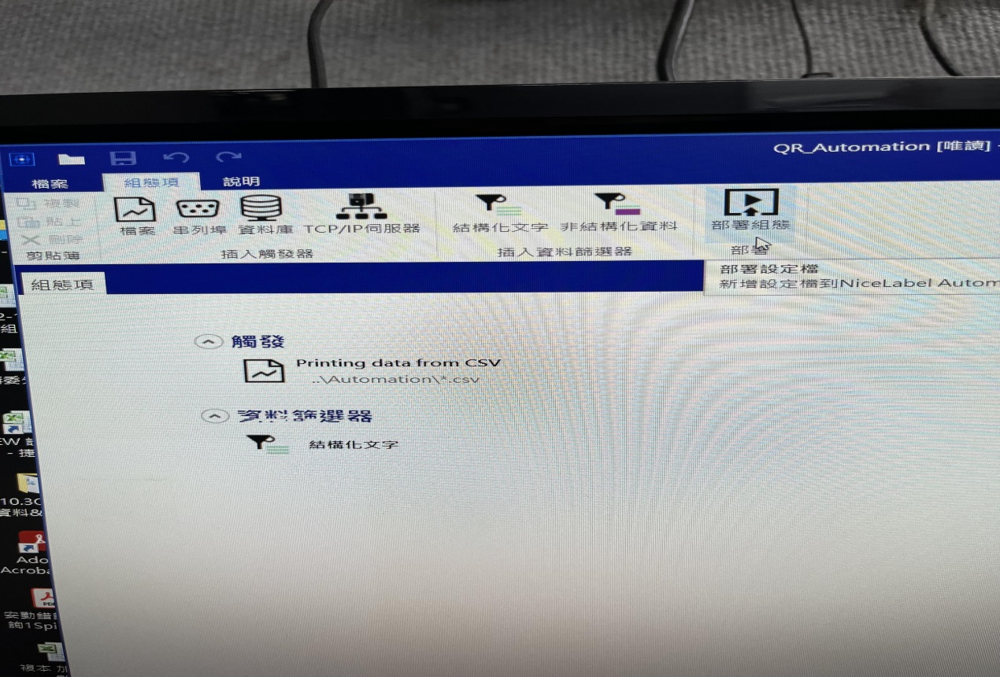 QR_Automation [唯讀] -
檔案 組態項 說明
複製
貼上
刪除
剪貼簿
檔案 串列埠 資料庫 TCP/IP伺服器
插入觸發器
結構化文字 非結構化資料
插入資料篩選器
部署組態
部署
部署設定檔
新增設定檔到NiceLabel Autom
組態項
觸發
Printing data from CSV
..\Automation\*.csv
資料篩選器
結構化文字
組
EW
- 捷
10.30
資料&
Ado
Acroba
安勤錯
詢1Spi
複本 加